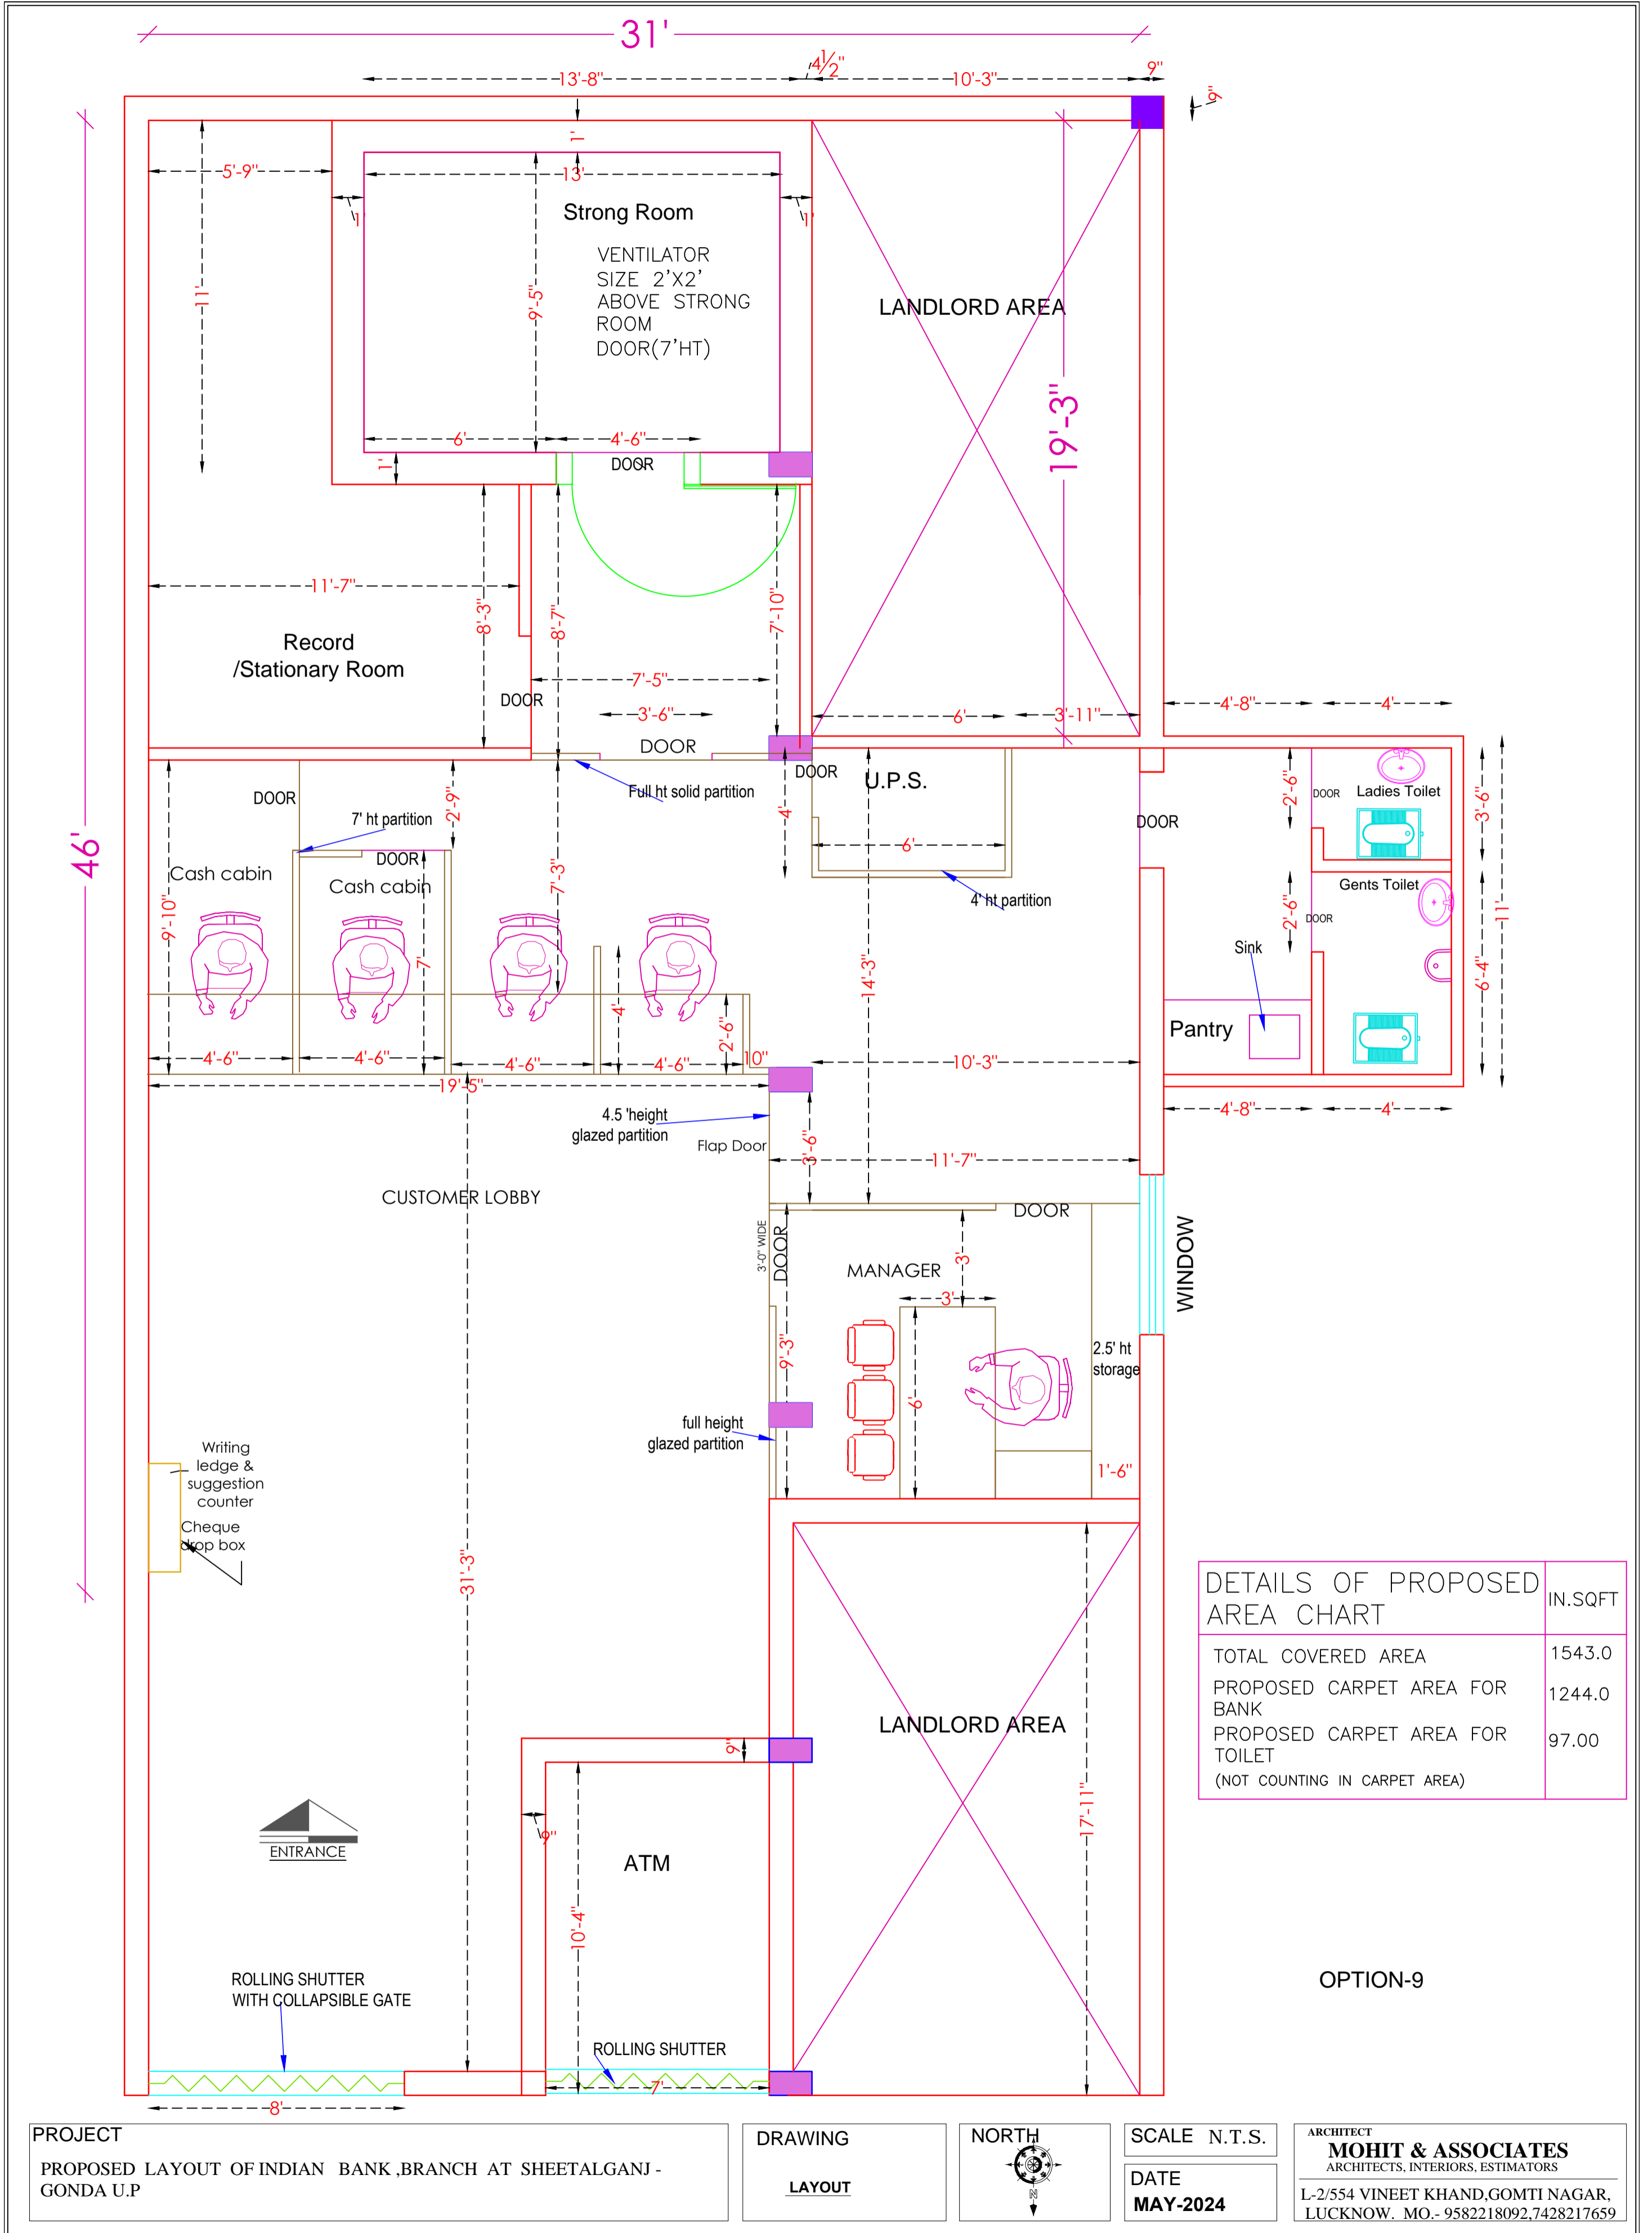 31'
13'-8"
4½"
10'-3"
9"
9"
1'
5'-9"
13'
1'
1'
Strong Room
VENTILATOR
SIZE 2'X2'
ABOVE STRONG
ROOM
DOOR(7'HT)
11'
9'-5"
LANDLORD AREA
19'-3"
6'
4'-6"
1'
DOOR
11'-7"
8'-3"
8'-7"
7'-10"
Record
/Stationary Room
7'-5"
DOOR
3'-6"
DOOR
6'
3'-11"
4'-8"
4'
46'
DOOR
DOOR
U.P.S.
Full ht solid partition
2'-9"
4'
7' ht partition
DOOR
Cash cabin
Cash cabin
6'
4' ht partition
DOOR
2'-6"
DOOR
Ladies Toilet
3'-6"
Gents Toilet
2'-6"
DOOR
11'
6'-4"
Sink
Pantry
9'-10"
7'
7'-3"
4'
2'-6"
14'-3"
4'-6"
4'-6"
4'-6"
4'-6"
10"
10'-3"
19'-5"
4'-8"
4'
4.5 'height
glazed partition
Flap Door
3'-6"
11'-7"
CUSTOMER LOBBY
3'-0" WIDE
DOOR
DOOR
MANAGER
3'
3'
WINDOW
9'-3"
6'
2.5' ht
storage
full height
glazed partition
1'-6"
Writing
ledge &
suggestion
counter
Cheque
drop box
31'-3"
DETAILS OF PROPOSED
AREA CHART
IN.SQFT
TOTAL COVERED AREA
1543.0
PROPOSED CARPET AREA FOR
BANK
1244.0
PROPOSED CARPET AREA FOR
TOILET
97.00
(NOT COUNTING IN CARPET AREA)
LANDLORD AREA
17'-11"
9"
9"
ENTRANCE
ATM
10'-4"
OPTION-9
ROLLING SHUTTER
WITH COLLAPSIBLE GATE
ROLLING SHUTTER
7'
8'
PROJECT
PROPOSED LAYOUT OF INDIAN BANK ,BRANCH AT SHEETALGANJ -
GONDA U.P
DRAWING
LAYOUT
NORTH
N
SCALE N.T.S.
DATE
MAY-2024
ARCHITECT
MOHIT & ASSOCIATES
ARCHITECTS, INTERIORS, ESTIMATORS
L-2/554 VINEET KHAND,GOMTI NAGAR,
LUCKNOW. MO.- 9582218092,7428217659